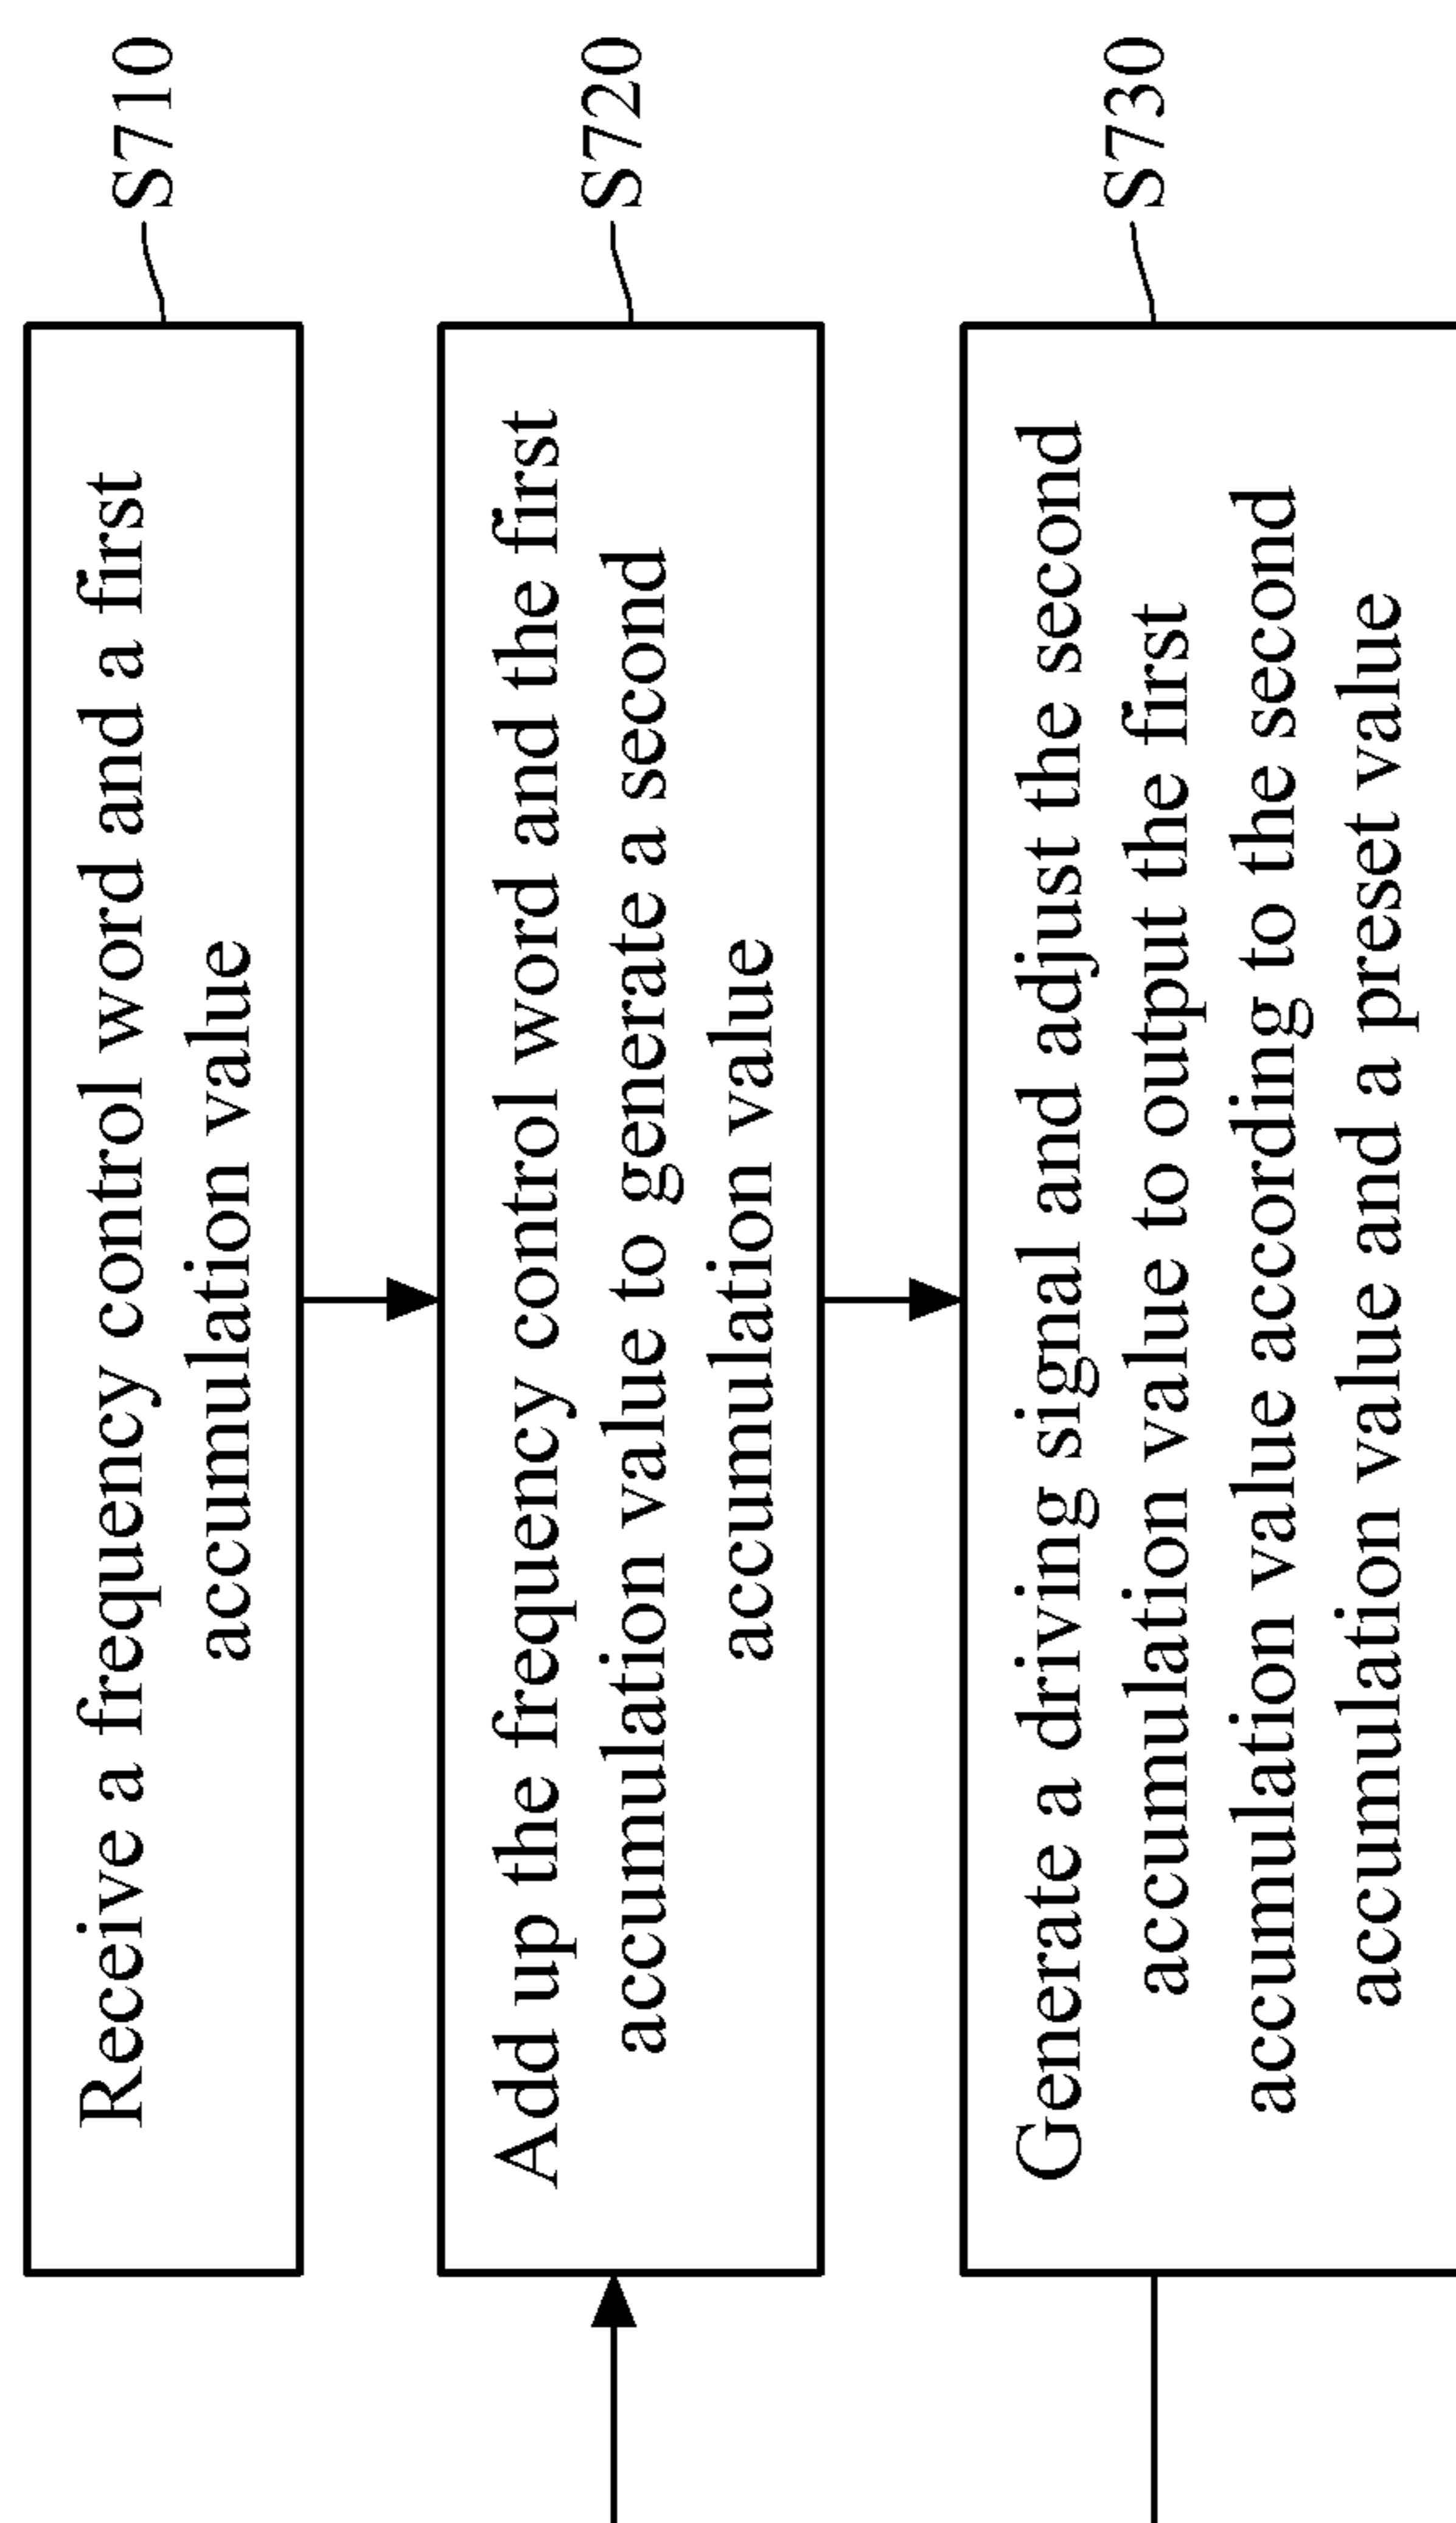 Receive a frequency control word and a first
accumulation value
S710
Add up the frequency control word and the first
accumulation value to generate a second
accumulation value
S720
Generate a driving signal and adjust the second
accumulation value to output the first
accumulation value according to the second
accumulation value and a preset value
S730